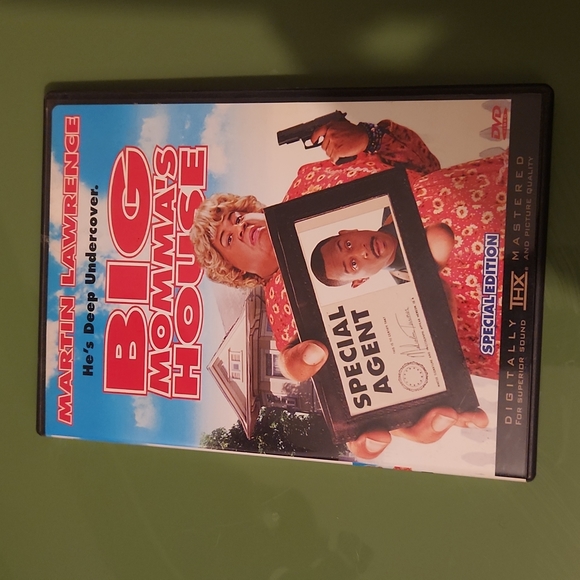 MARTIN LAWRENCE
He's Deep Undercover.
BIG
MOMMA'S
HOUSE
SPECIAL
AGENT
SPECIAL EDITION
DVD
DIGITALLY THX MASTERED
FOR SUPERIOR SOUND AND PICTURE QUALITY